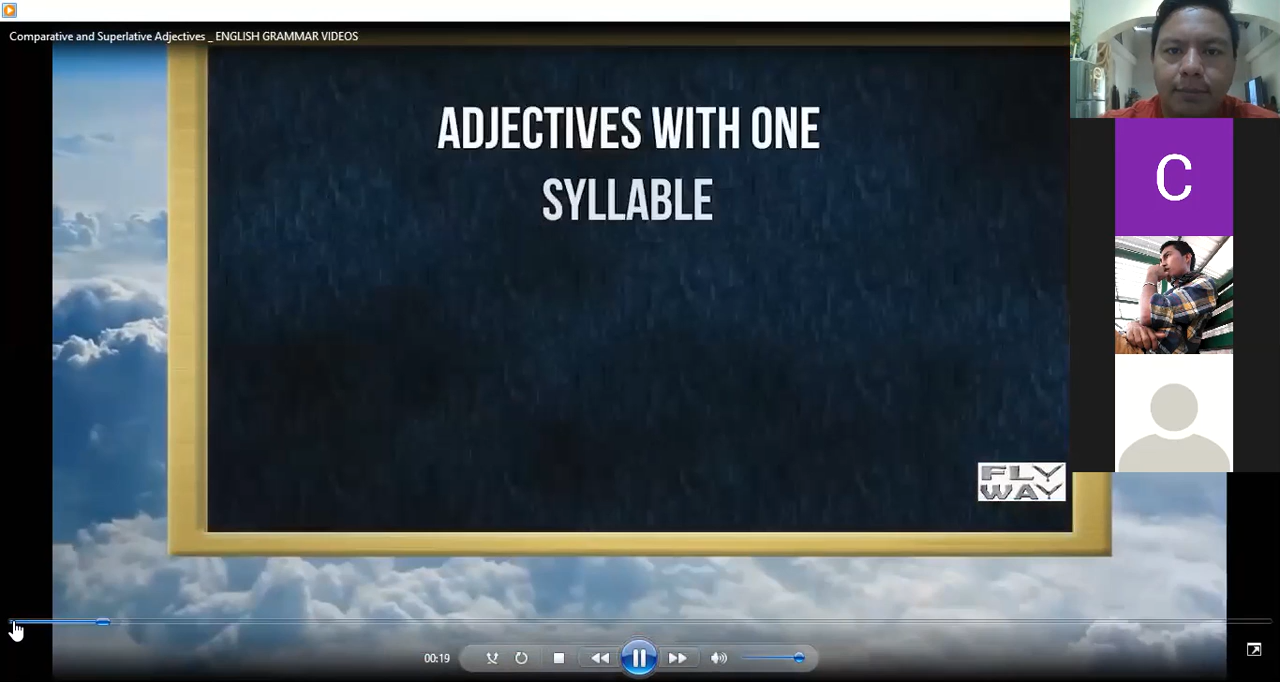 Comparative and Superlative Adjectives _ ENGLISH GRAMMAR VIDEOS
ADJECTIVES WITH ONE
SYLLABLE
C
FLY
WAY
00:19